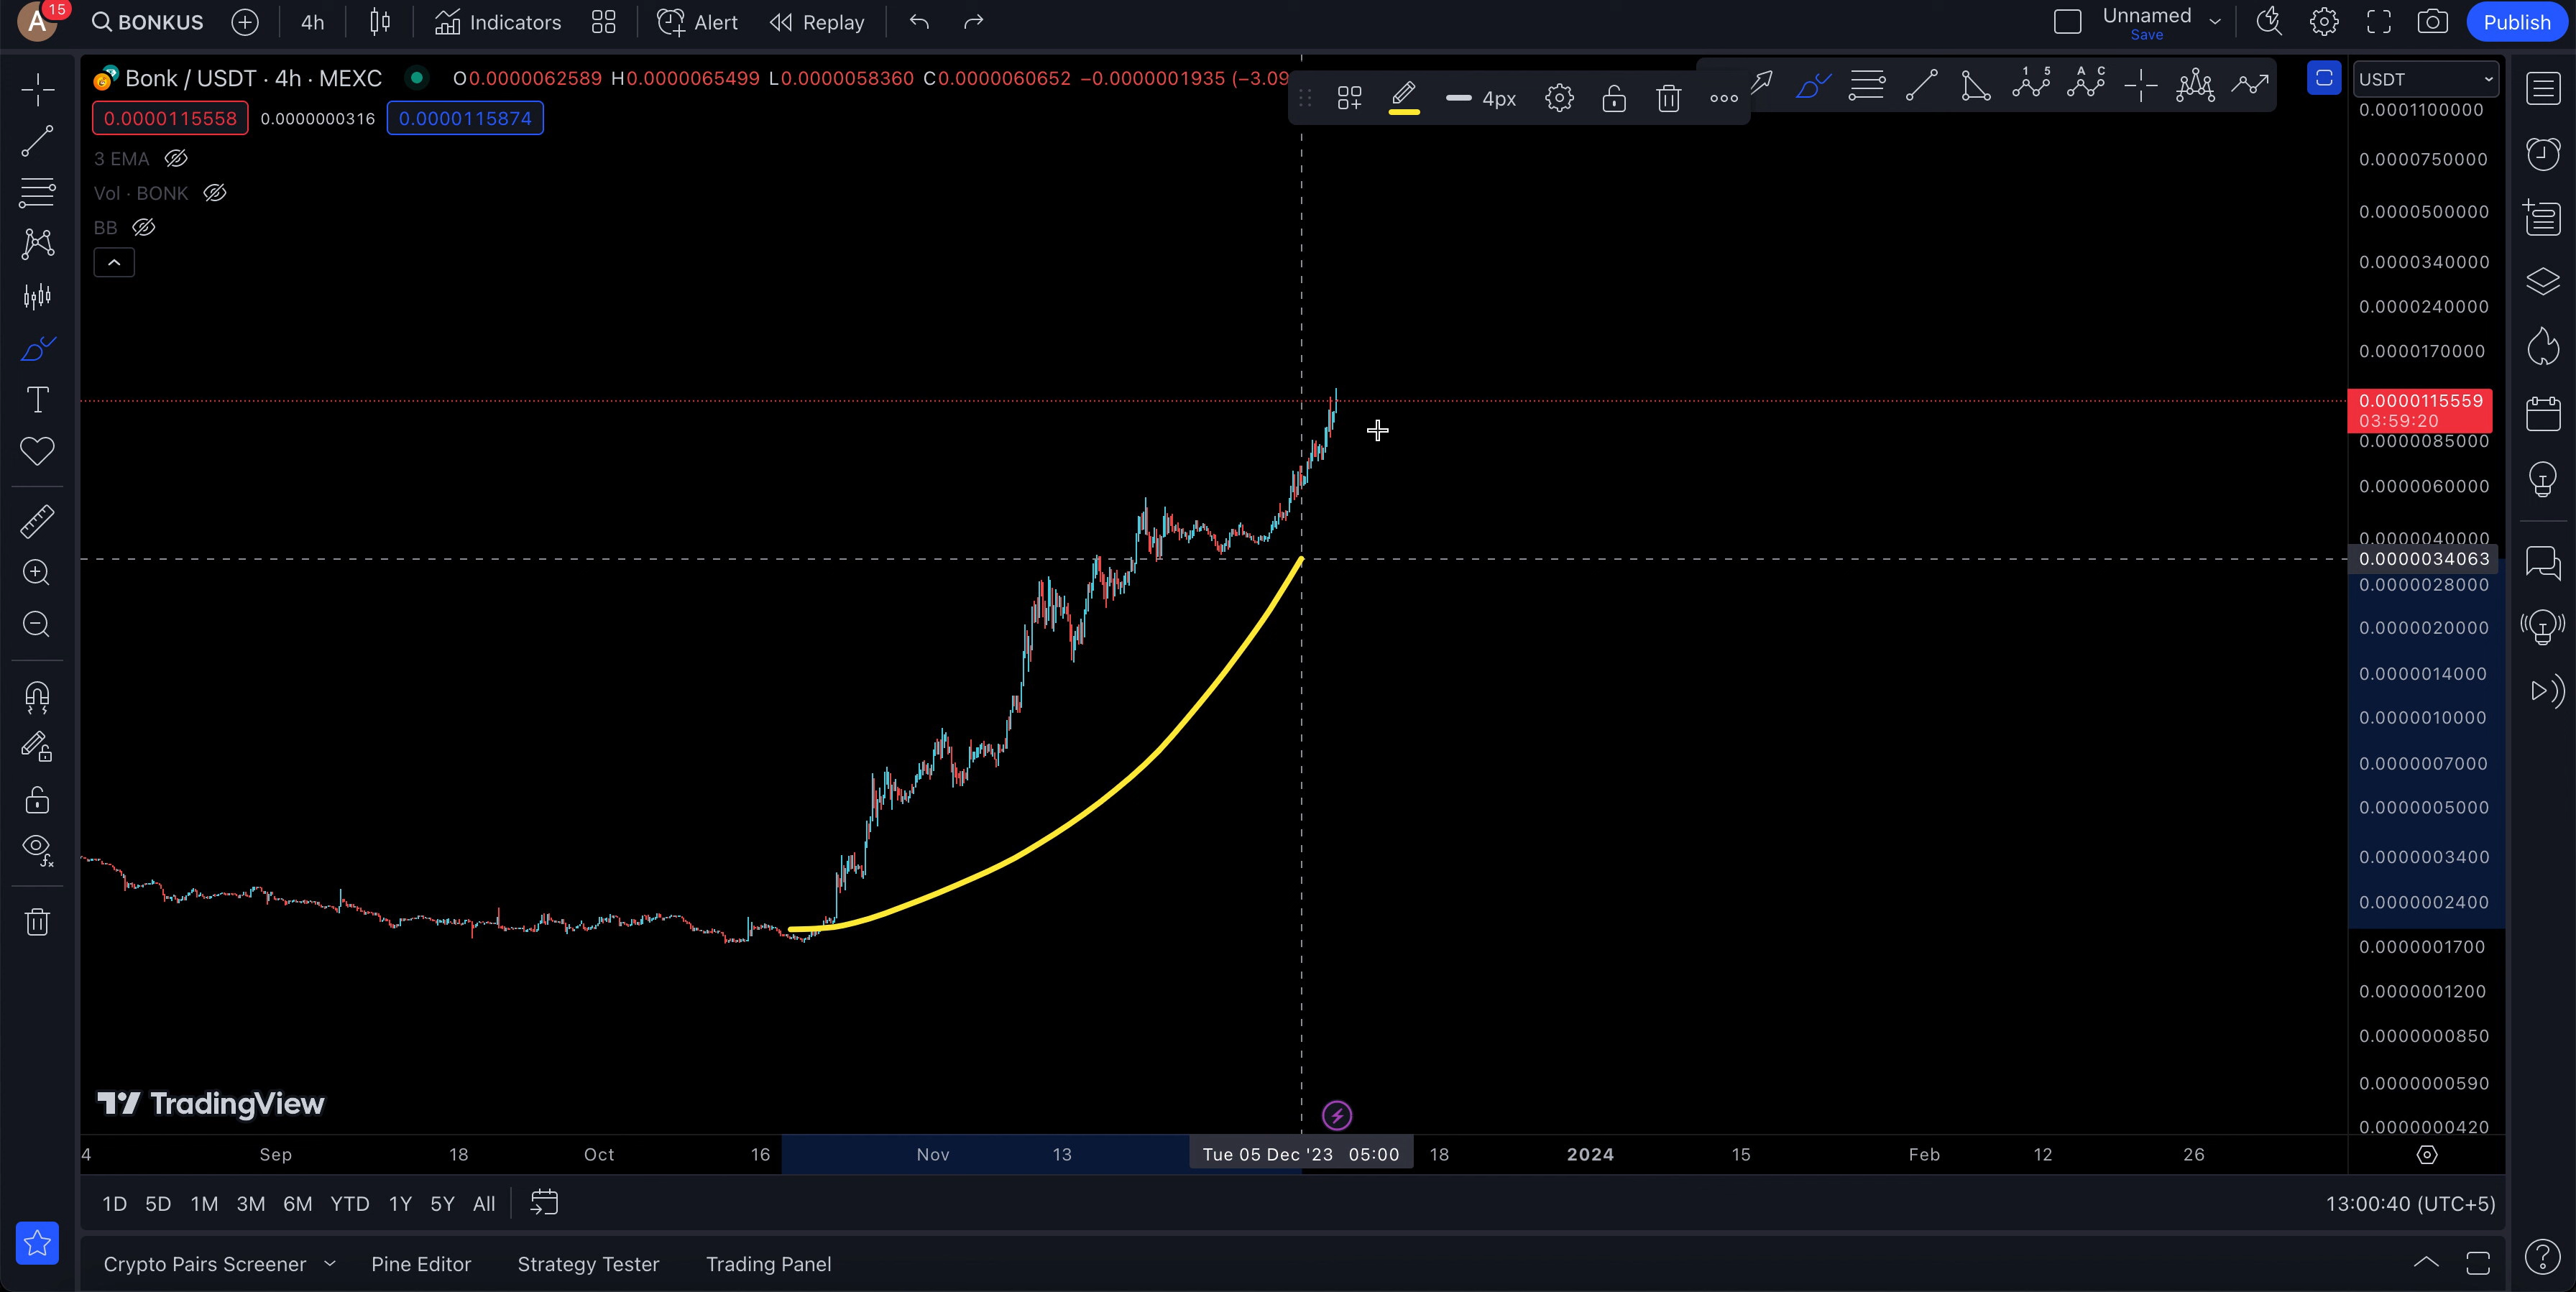 A 15 BONKUS 4h Indicators Alert Replay Unnamed Save Publish
Bonk / USDT · 4h · MEXC O0.0000062589 H0.0000065499 L0.0000058360 C0.0000060652 −0.0000001935 (−3.09
4px
1 5
A C
USDT
0.0000115558 0.0000000316 0.0000115874
3 EMA
Vol · BONK
BB
T
0.0001100000
0.0000750000
0.0000500000
0.0000340000
0.0000240000
0.0000170000
0.0000115559
03:59:20
0.0000085000
0.0000060000
0.0000040000
0.0000034063
0.0000028000
0.0000020000
0.0000014000
0.0000010000
0.0000007000
0.0000005000
0.0000003400
0.0000002400
0.0000001700
0.0000001200
0.0000000850
0.0000000590
0.0000000420
TradingView
4 Sep 18 Oct 16 Nov 13 Tue 05 Dec '23 05:00 18 2024 15 Feb 12 26
1D 5D 1M 3M 6M YTD 1Y 5Y All 13:00:40 (UTC+5)
Crypto Pairs Screener Pine Editor Strategy Tester Trading Panel